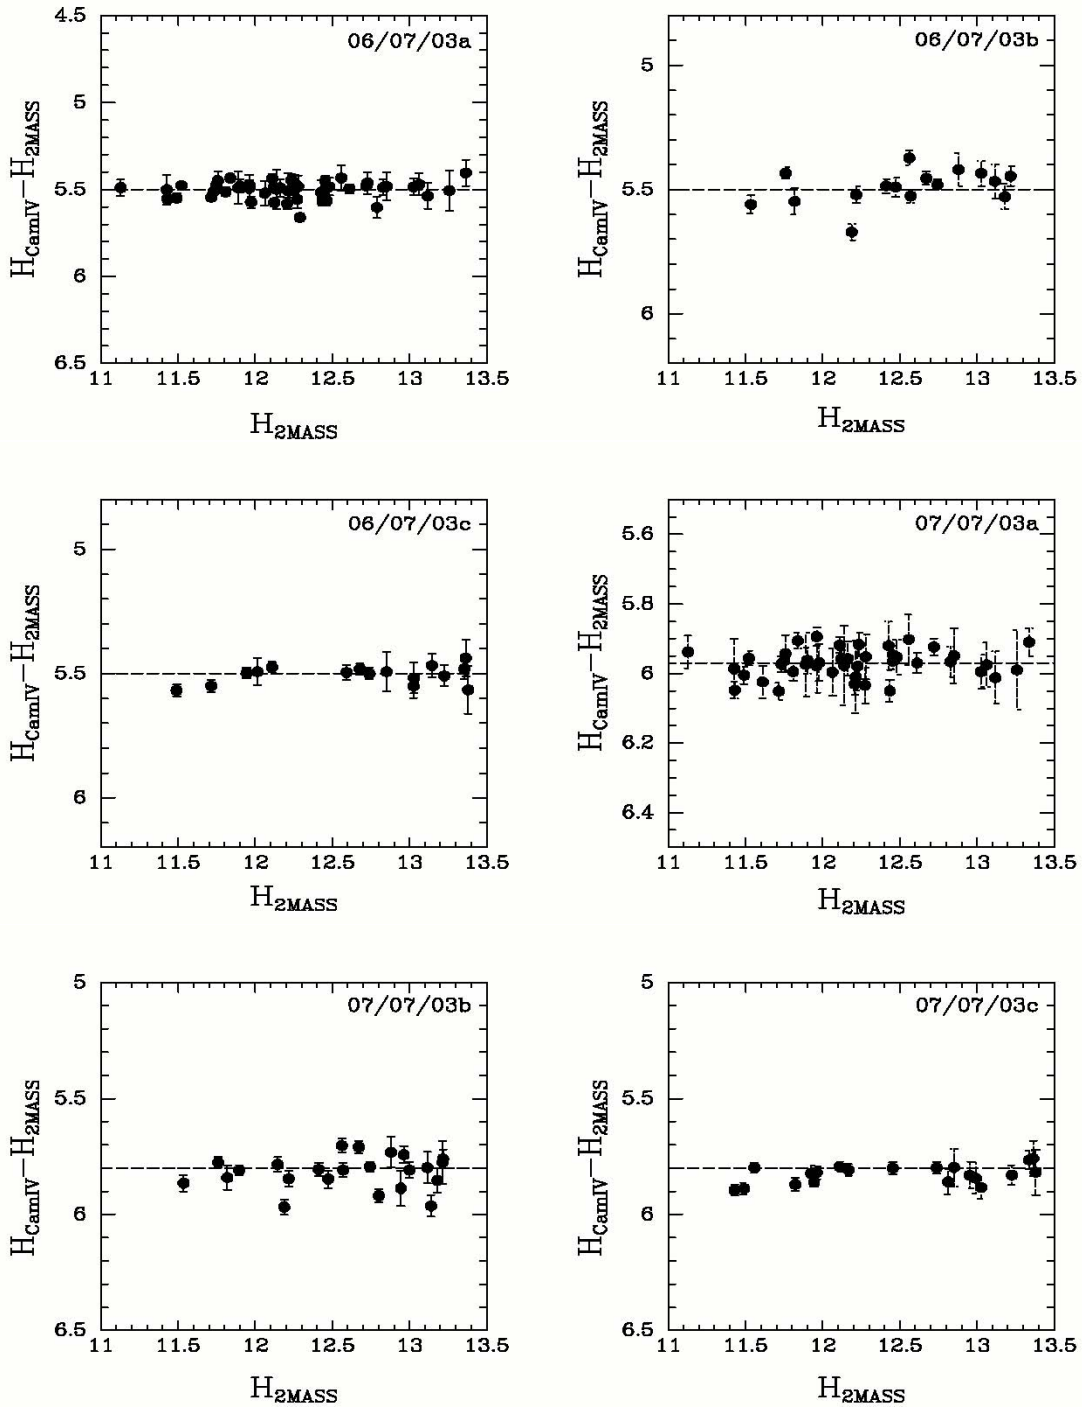 4.5
5
5.5
6
6.5
11 11.5 12 12.5 13 13.5
H_CamIV−H_2MASS
H_2MASS
06/07/03a
5
5.5
6
11 11.5 12 12.5 13 13.5
H_CamIV−H_2MASS
H_2MASS
06/07/03b
5
5.5
6
11 11.5 12 12.5 13 13.5
H_CamIV−H_2MASS
H_2MASS
06/07/03c
5.6
5.8
6
6.2
6.4
11 11.5 12 12.5 13 13.5
H_CamIV−H_2MASS
H_2MASS
07/07/03a
5
5.5
6
6.5
11 11.5 12 12.5 13 13.5
H_CamIV−H_2MASS
H_2MASS
07/07/03b
5
5.5
6
6.5
11 11.5 12 12.5 13 13.5
H_CamIV−H_2MASS
H_2MASS
07/07/03c